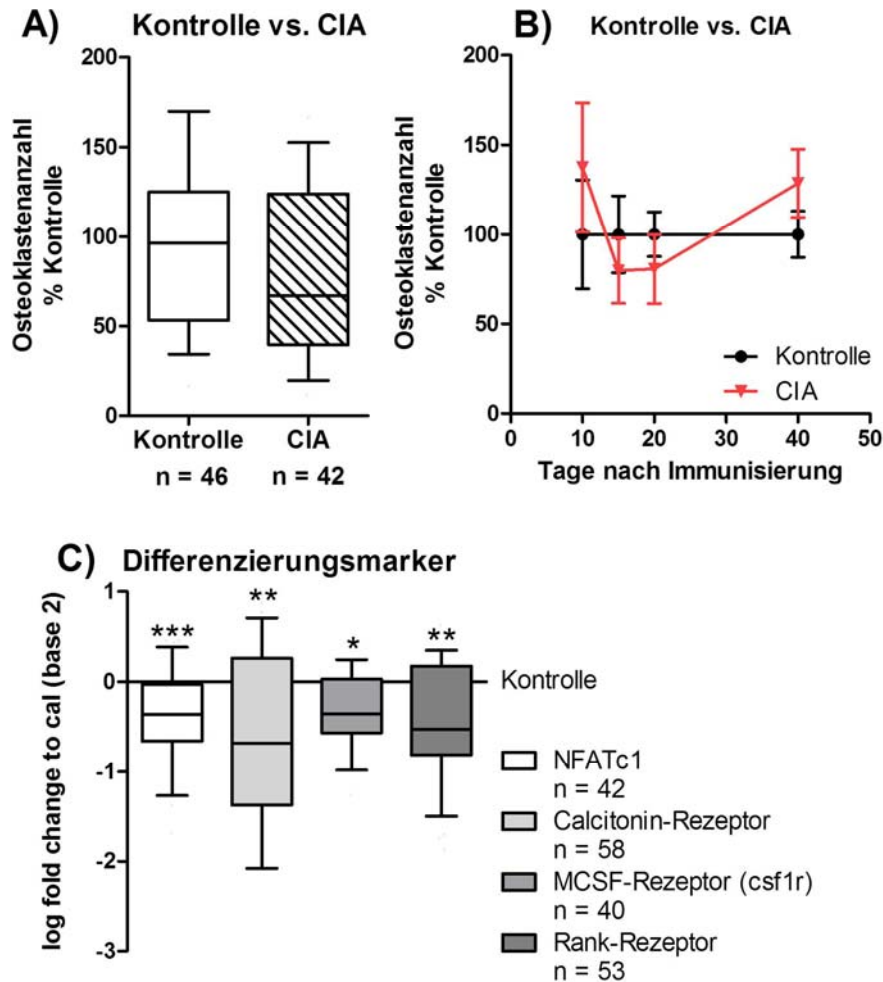 A) Kontrolle vs. CIA
Osteoklastenanzahl
% Kontrolle
200
150
100
50
0
Kontrolle
n = 46
CIA
n = 42
B) Kontrolle vs. CIA
Osteoklastenanzahl
% Kontrolle
200
150
100
50
0
Kontrolle
CIA
0 10 20 30 40 50
Tage nach Immunisierung
C) Differenzierungsmarker
log fold change to cal (base 2)
1
0
-1
-2
-3
*** ** * **
Kontrolle
NFATc1
n = 42
Calcitonin-Rezeptor
n = 58
MCSF-Rezeptor (csf1r)
n = 40
Rank-Rezeptor
n = 53